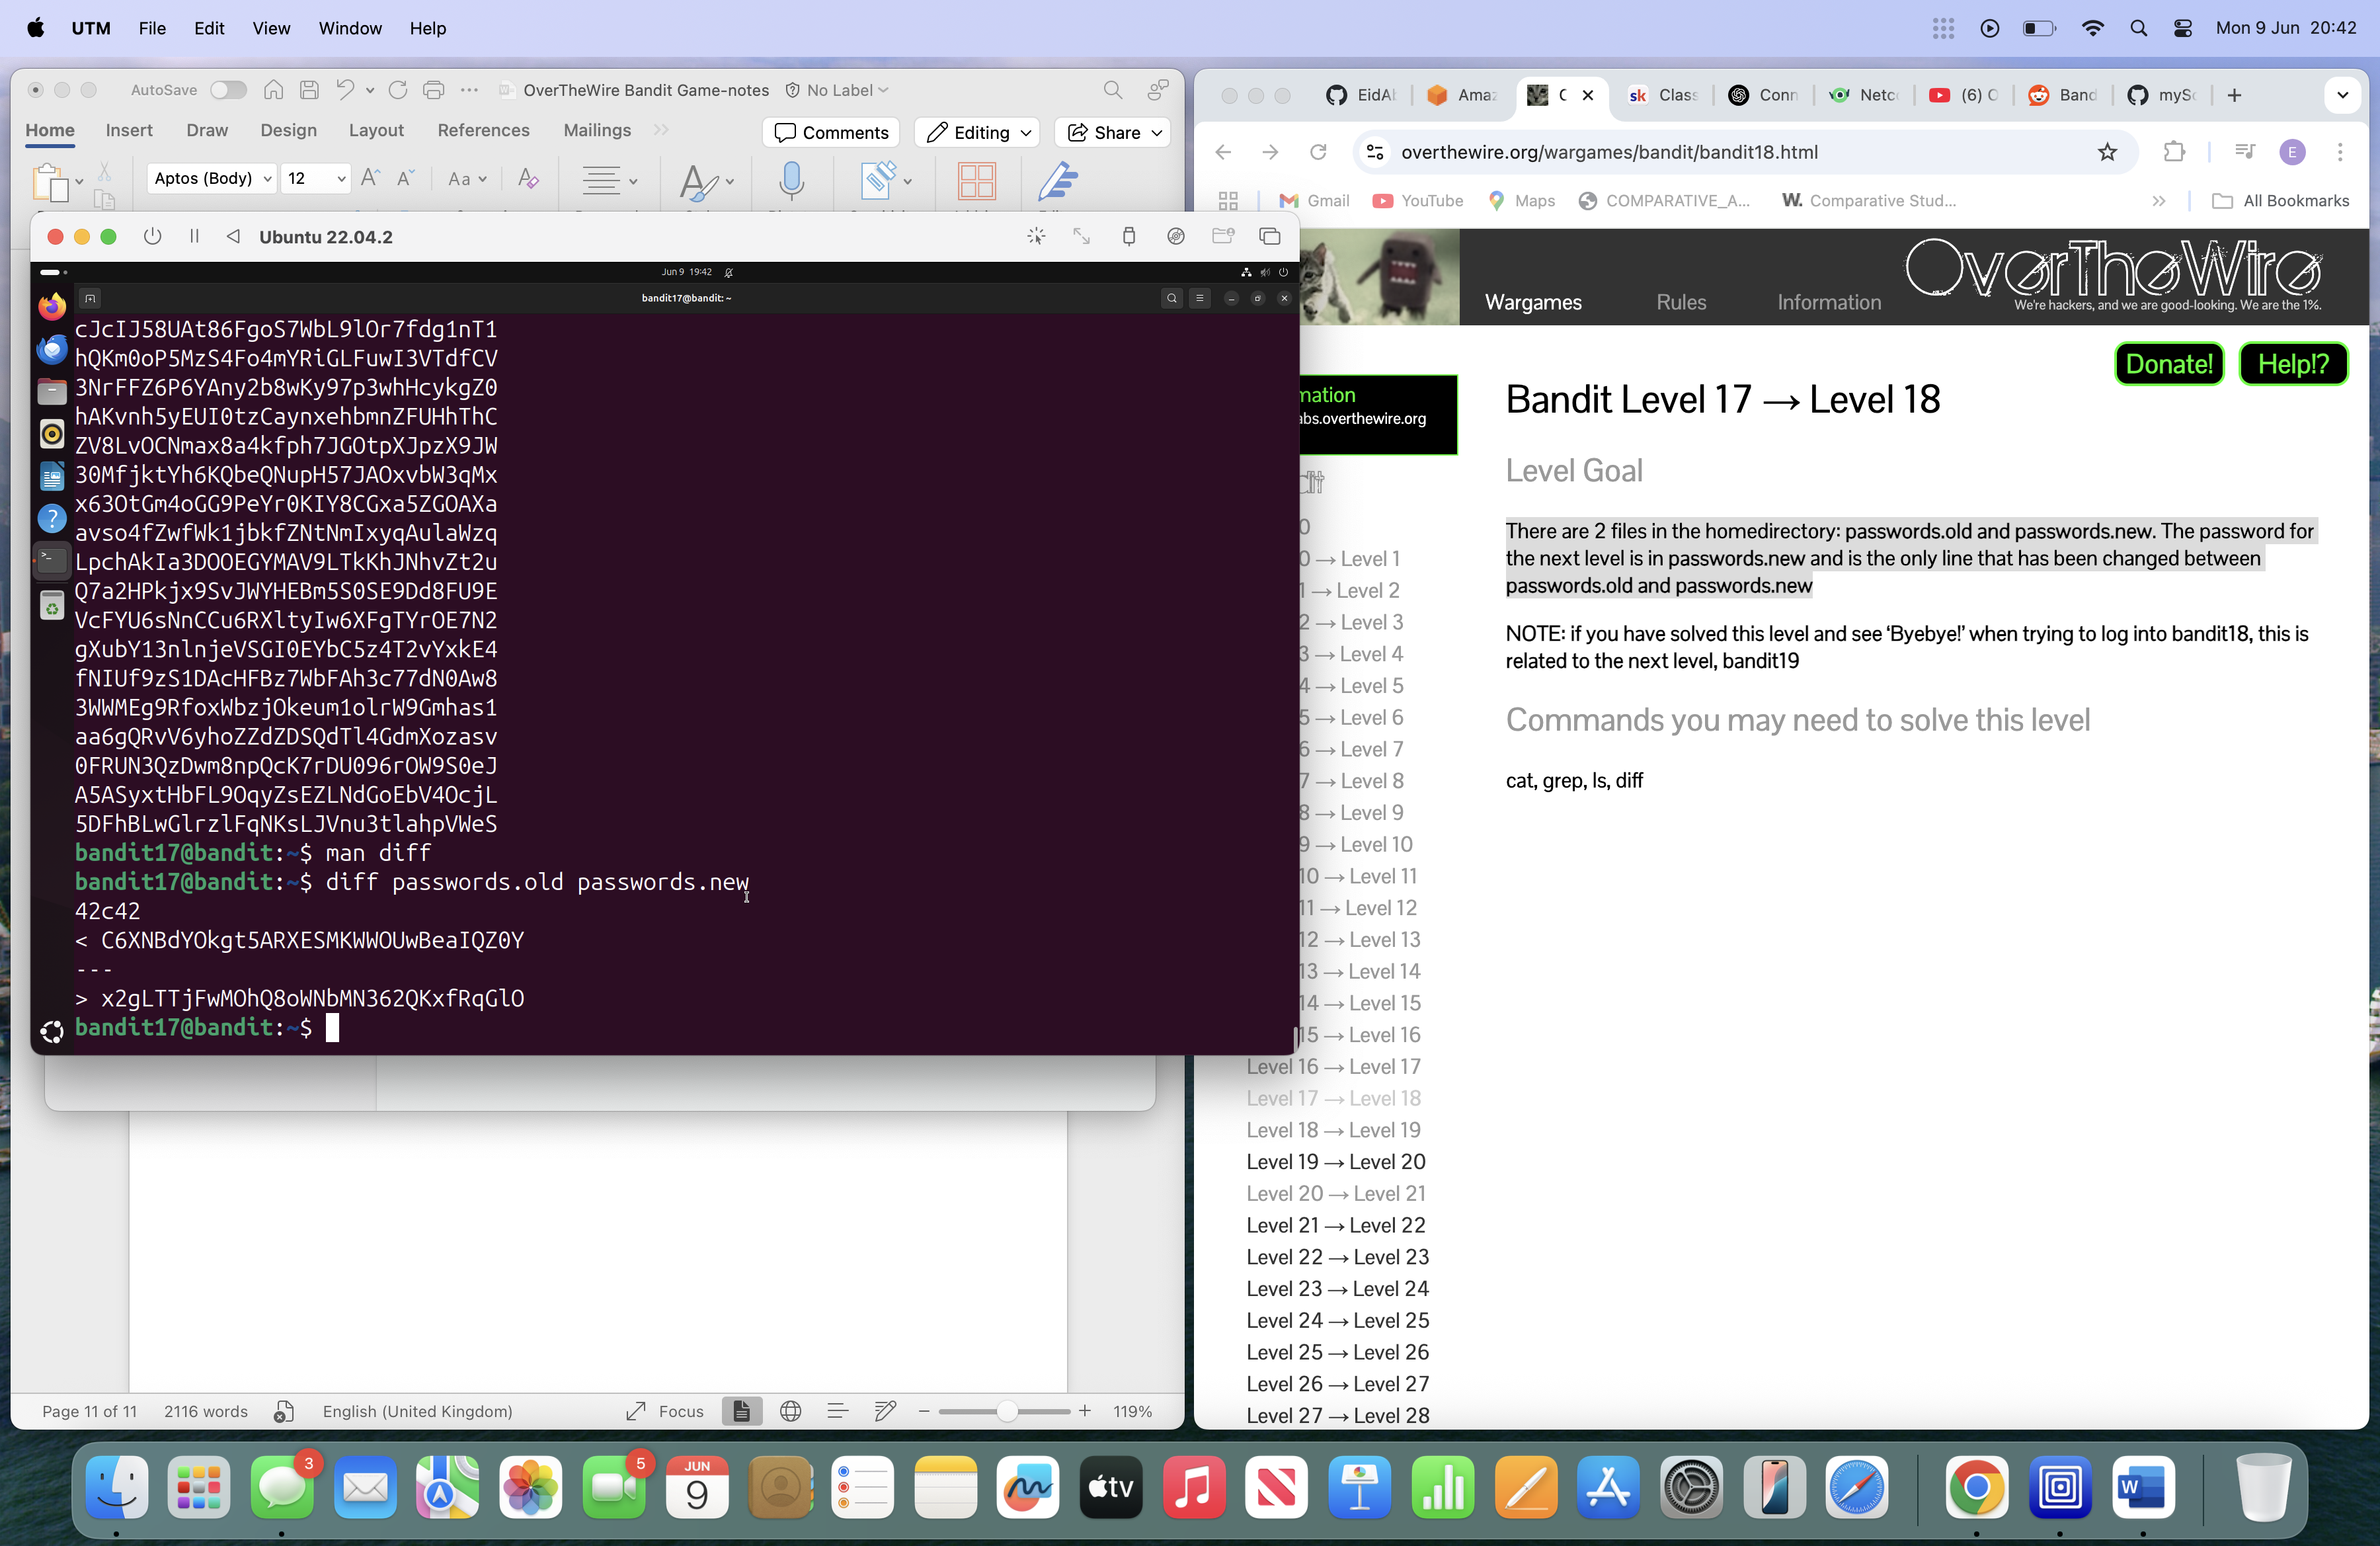 UTM File Edit View Window Help
Mon 9 Jun 20:42
AutoSave
OverTheWire Bandit Game-notes
No Label
Home Insert Draw Design Layout References Mailings
Comments
Editing
Share
Aptos (Body)
12
Aa
Ubuntu 22.04.2
Jun 9 19:42
bandit17@bandit: ~
cJcIJ58UAt86FgoS7WbL9lOr7fdg1nT1
hQKm0oP5MzS4Fo4mYRiGLFuwI3VTdfCV
3NrFFZ6P6YAny2b8wKy97p3whHcykgZ0
hAKvnh5yEUI0tzCaynxehbmnZFUHhThC
ZV8LvOCNmax8a4kfph7JGOtpXJpzX9JW
30MfjktYh6KQbeQNupH57JAOxvbW3qMx
x63OtGm4oGG9PeYr0KIY8CGxa5ZGOAXa
avso4fZwfWk1jbkfZNtNmIxyqAulaWzq
LpchAkIa3DOOEGYMAV9LTkKhJNhvZt2u
Q7a2HPkjx9SvJWYHEBm5S0SE9Dd8FU9E
VcFYU6sNnCCu6RXltyIw6XFgTYrOE7N2
gXubY13nlnjeVSGI0EYbC5z4T2vYxkE4
fNIUf9zS1DAcHFBz7WbFAh3c77dN0Aw8
3WWMEg9RfoxWbzjOkeum1olrW9Gmhas1
aa6gQRvV6yhoZZdZDSQdTl4GdmXozasv
0FRUN3QzDwm8npQcK7rDU096rOW9S0eJ
A5ASyxtHbFL9OqyZsEZLNdGoEbV4OcjL
5DFhBLwGlrzlFqNKsLJVnu3tlahpVWeS
bandit17@bandit:~$ man diff
bandit17@bandit:~$ diff passwords.old passwords.new
42c42
< C6XNBdYOkgt5ARXESMKWWOUwBeaIQZ0Y
---
> x2gLTTjFwMOhQ8oWNbMN362QKxfRqGlO
bandit17@bandit:~$
Page 11 of 11
2116 words
English (United Kingdom)
Focus
119%
EidAl
Amaz
C
sk Class
Conn
Netc
(6) O
Band
mySc
overthewire.org/wargames/bandit/bandit18.html
E
Gmail
YouTube
Maps
COMPARATIVE_A...
W. Comparative Stud...
All Bookmarks
OverTheWire
We're hackers, and we are good-looking. We are the 1%.
Wargames Rules Information
Donate! Help!?
mation
abs.overthewire.org
dit
0
0 → Level 1
1 → Level 2
2 → Level 3
3 → Level 4
4 → Level 5
5 → Level 6
6 → Level 7
7 → Level 8
8 → Level 9
9 → Level 10
10 → Level 11
11 → Level 12
12 → Level 13
13 → Level 14
14 → Level 15
15 → Level 16
Level 16 → Level 17
Level 17 → Level 18
Level 18 → Level 19
Level 19 → Level 20
Level 20 → Level 21
Level 21 → Level 22
Level 22 → Level 23
Level 23 → Level 24
Level 24 → Level 25
Level 25 → Level 26
Level 26 → Level 27
Level 27 → Level 28
Bandit Level 17 → Level 18
Level Goal
There are 2 files in the homedirectory: passwords.old and passwords.new. The password for
the next level is in passwords.new and is the only line that has been changed between
passwords.old and passwords.new
NOTE: if you have solved this level and see ‘Byebye!’ when trying to log into bandit18, this is
related to the next level, bandit19
Commands you may need to solve this level
cat, grep, ls, diff
3
5
JUN
9
tv
W